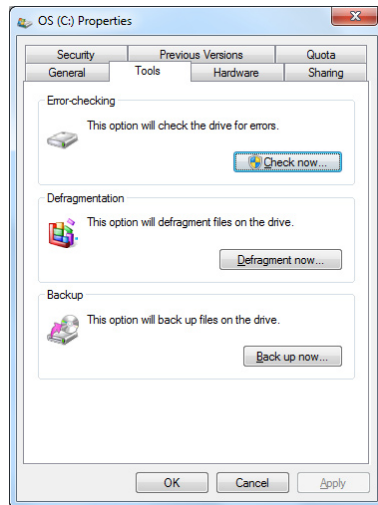 OS (C:) Properties
Security Previous Versions Quota
General Tools Hardware Sharing
Error-checking
This option will check the drive for errors.
Check now...
Defragmentation
This option will defragment files on the drive.
Defragment now...
Backup
This option will back up files on the drive.
Back up now...
OK Cancel Apply